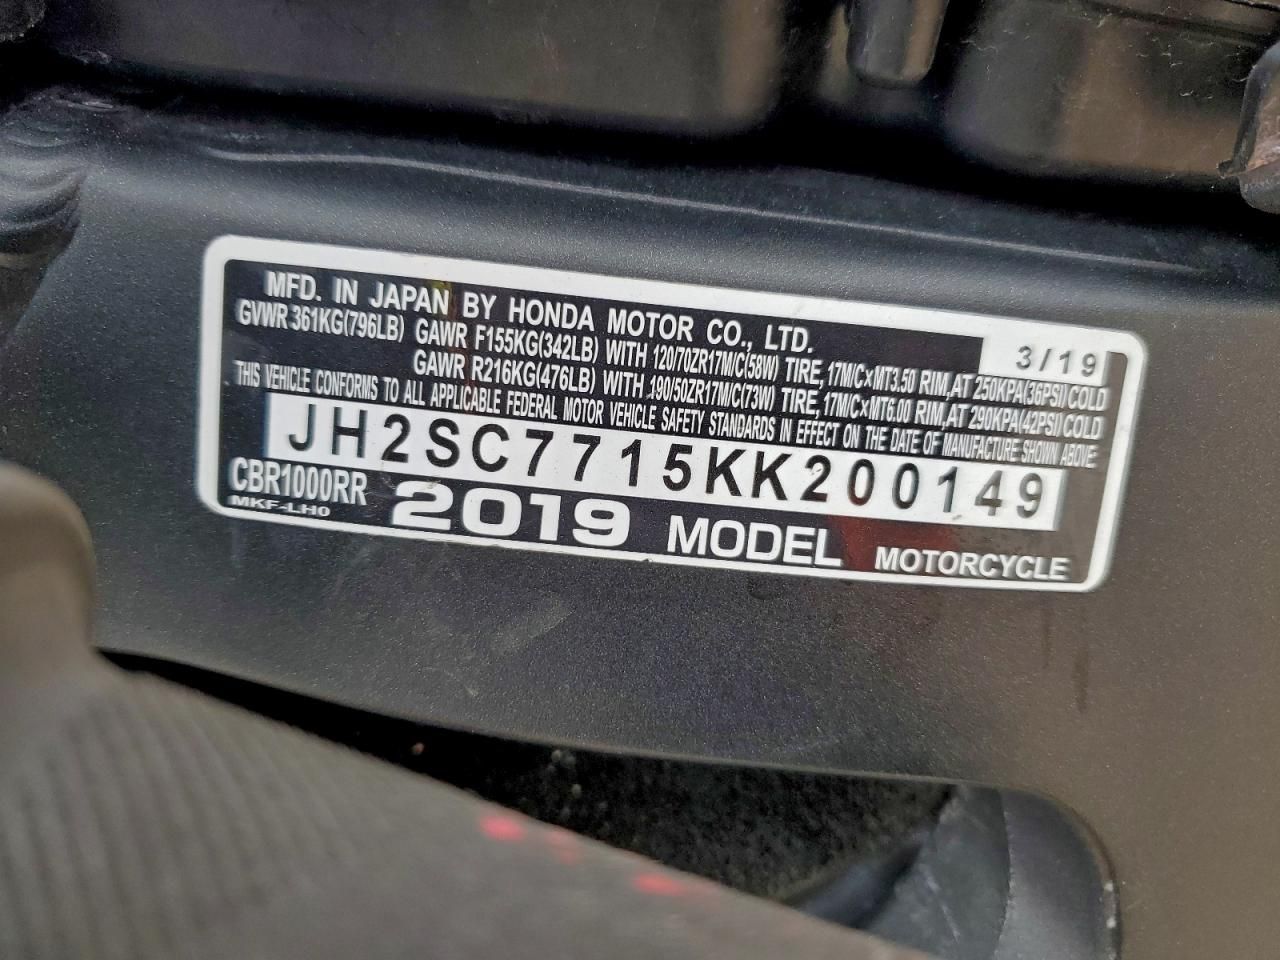 MFD. IN JAPAN BY HONDA MOTOR CO., LTD. 3/19
GVWR 361KG(796LB) GAWR F155KG(342LB) WITH 120/70ZR17M/C(58W) TIRE, 17M/C×MT3.50 RIM, AT 250KPA(36PSI) COLD
GAWR R216KG(476LB) WITH 190/50ZR17M/C(73W) TIRE, 17M/C×MT6.00 RIM, AT 290KPA(42PSI) COLD
THIS VEHICLE CONFORMS TO ALL APPLICABLE FEDERAL MOTOR VEHICLE SAFETY STANDARDS IN EFFECT ON THE DATE OF MANUFACTURE SHOWN ABOVE.
JH2SC7715KK200149
CBR1000RR 2019 MODEL MOTORCYCLE
MKF-LH0